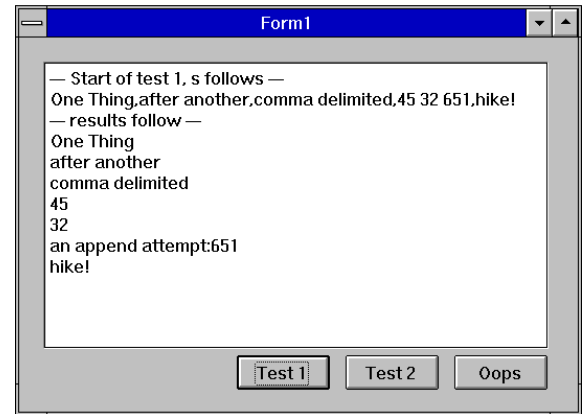 Form1
— Start of test 1, s follows —
One Thing,after another,comma delimited,45 32 651,hike!
— results follow —
One Thing
after another
comma delimited
45
32
an append attempt:651
hike!
Test 1
Test 2
Oops